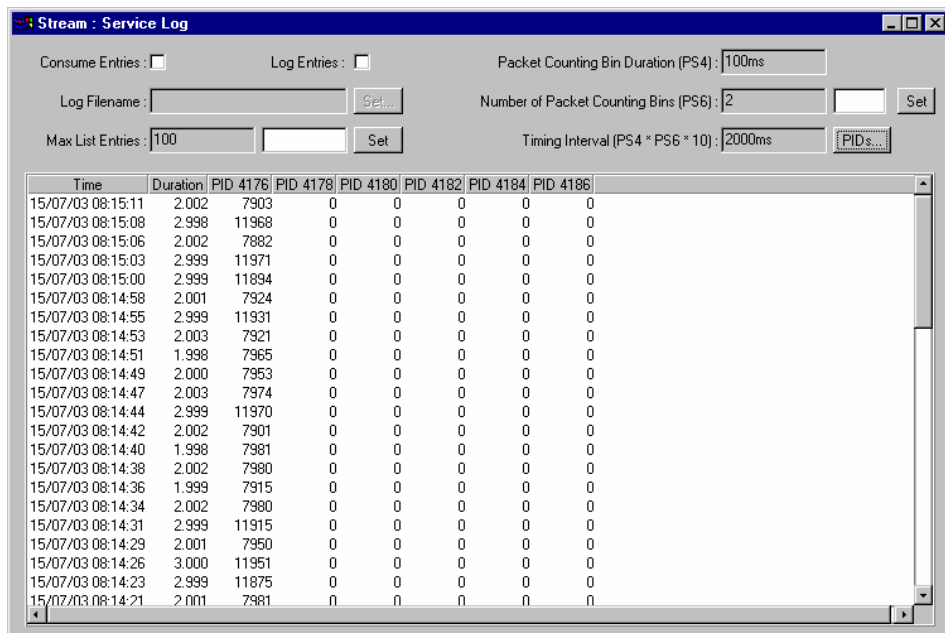 Stream : Service Log
Consume Entries : Log Entries : Packet Counting Bin Duration (PS4) : 100ms
Log Filename : Set... Number of Packet Counting Bins (PS6) : 2 Set
Max List Entries : 100 Set Timing Interval (PS4 * PS6 * 10) : 2000ms PIDs...
Time Duration PID 4176 PID 4178 PID 4180 PID 4182 PID 4184 PID 4186
15/07/03 08:15:11 2.002 7903 0 0 0 0 0
15/07/03 08:15:08 2.998 11968 0 0 0 0 0
15/07/03 08:15:06 2.002 7882 0 0 0 0 0
15/07/03 08:15:03 2.999 11971 0 0 0 0 0
15/07/03 08:15:00 2.999 11894 0 0 0 0 0
15/07/03 08:14:58 2.001 7924 0 0 0 0 0
15/07/03 08:14:55 2.999 11931 0 0 0 0 0
15/07/03 08:14:53 2.003 7921 0 0 0 0 0
15/07/03 08:14:51 1.998 7965 0 0 0 0 0
15/07/03 08:14:49 2.000 7953 0 0 0 0 0
15/07/03 08:14:47 2.003 7974 0 0 0 0 0
15/07/03 08:14:44 2.999 11970 0 0 0 0 0
15/07/03 08:14:42 2.002 7901 0 0 0 0 0
15/07/03 08:14:40 1.998 7981 0 0 0 0 0
15/07/03 08:14:38 2.002 7980 0 0 0 0 0
15/07/03 08:14:36 1.999 7915 0 0 0 0 0
15/07/03 08:14:34 2.002 7980 0 0 0 0 0
15/07/03 08:14:31 2.999 11915 0 0 0 0 0
15/07/03 08:14:29 2.001 7950 0 0 0 0 0
15/07/03 08:14:26 3.000 11951 0 0 0 0 0
15/07/03 08:14:23 2.999 11875 0 0 0 0 0
15/07/03 08:14:21 2.001 7981 0 0 0 0 0